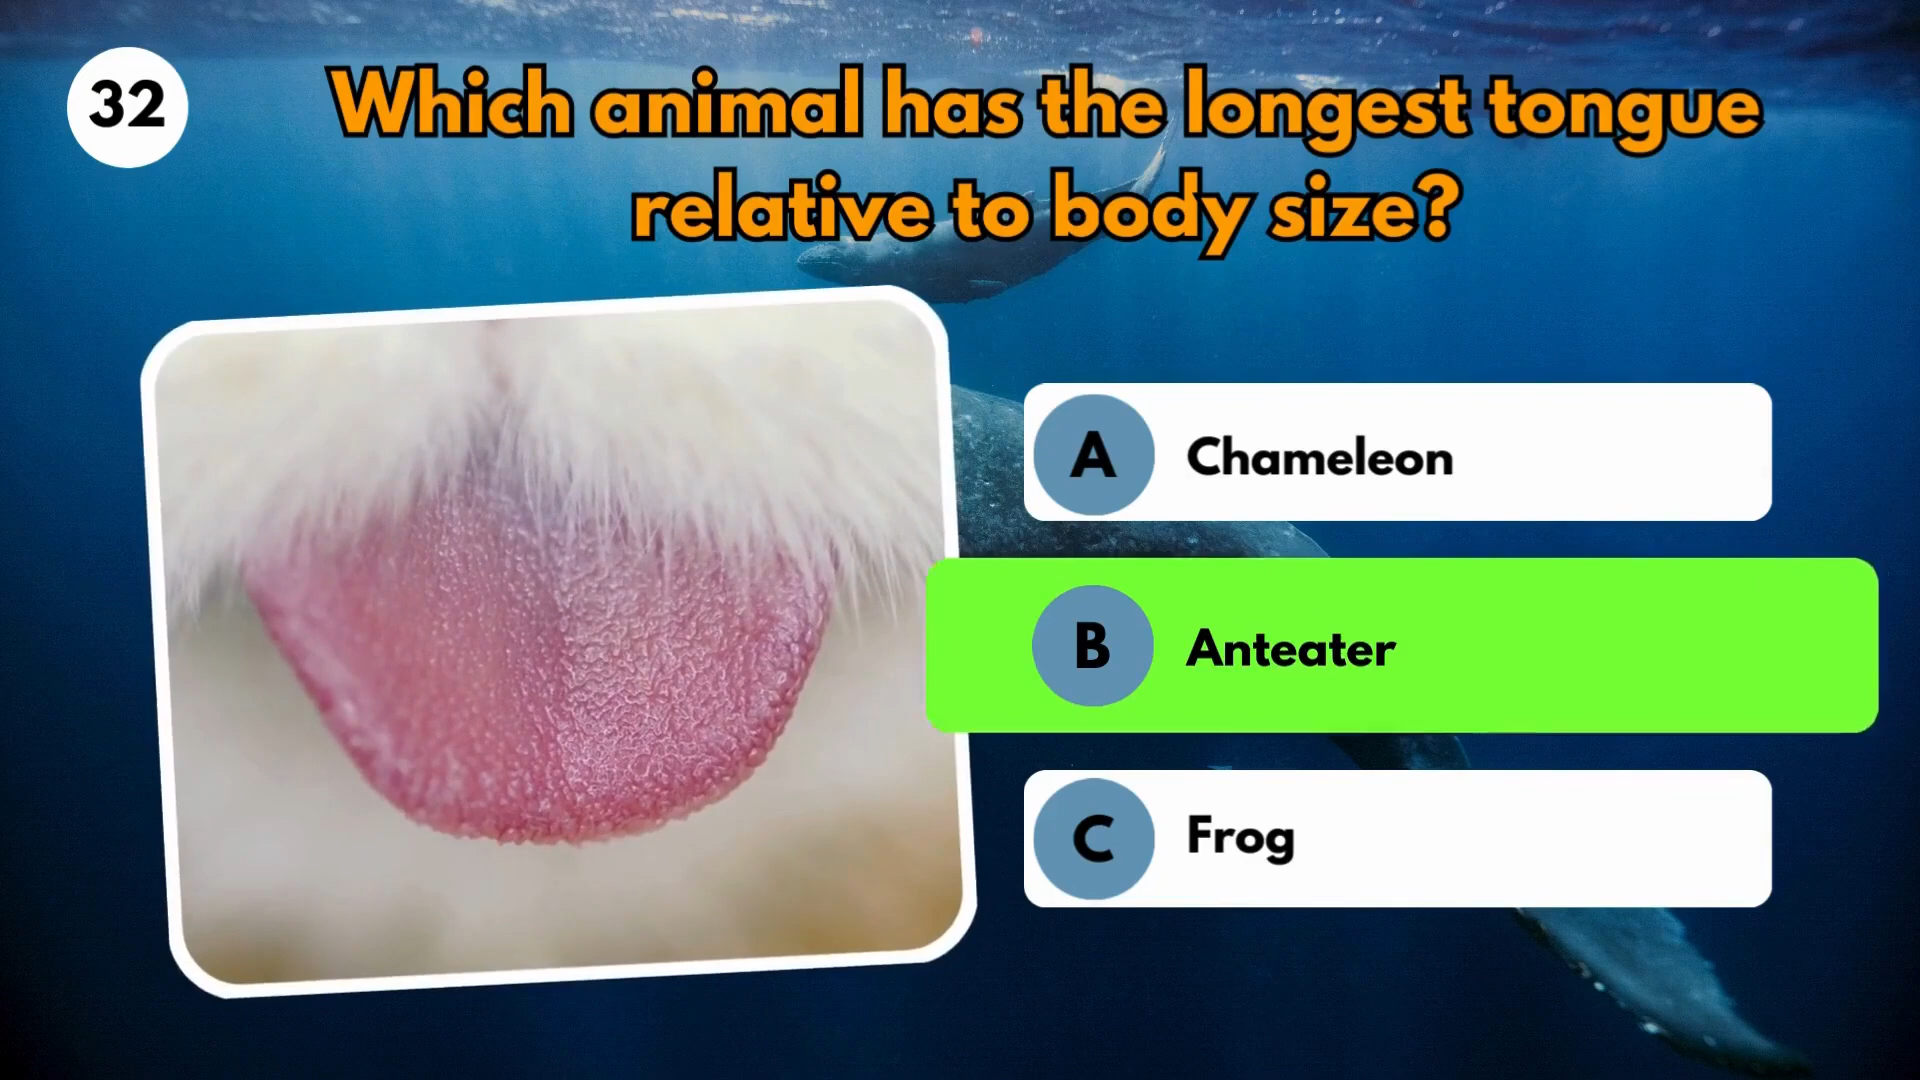 32
Which animal has the longest tongue
relative to body size?
A Chameleon
B Anteater
C Frog